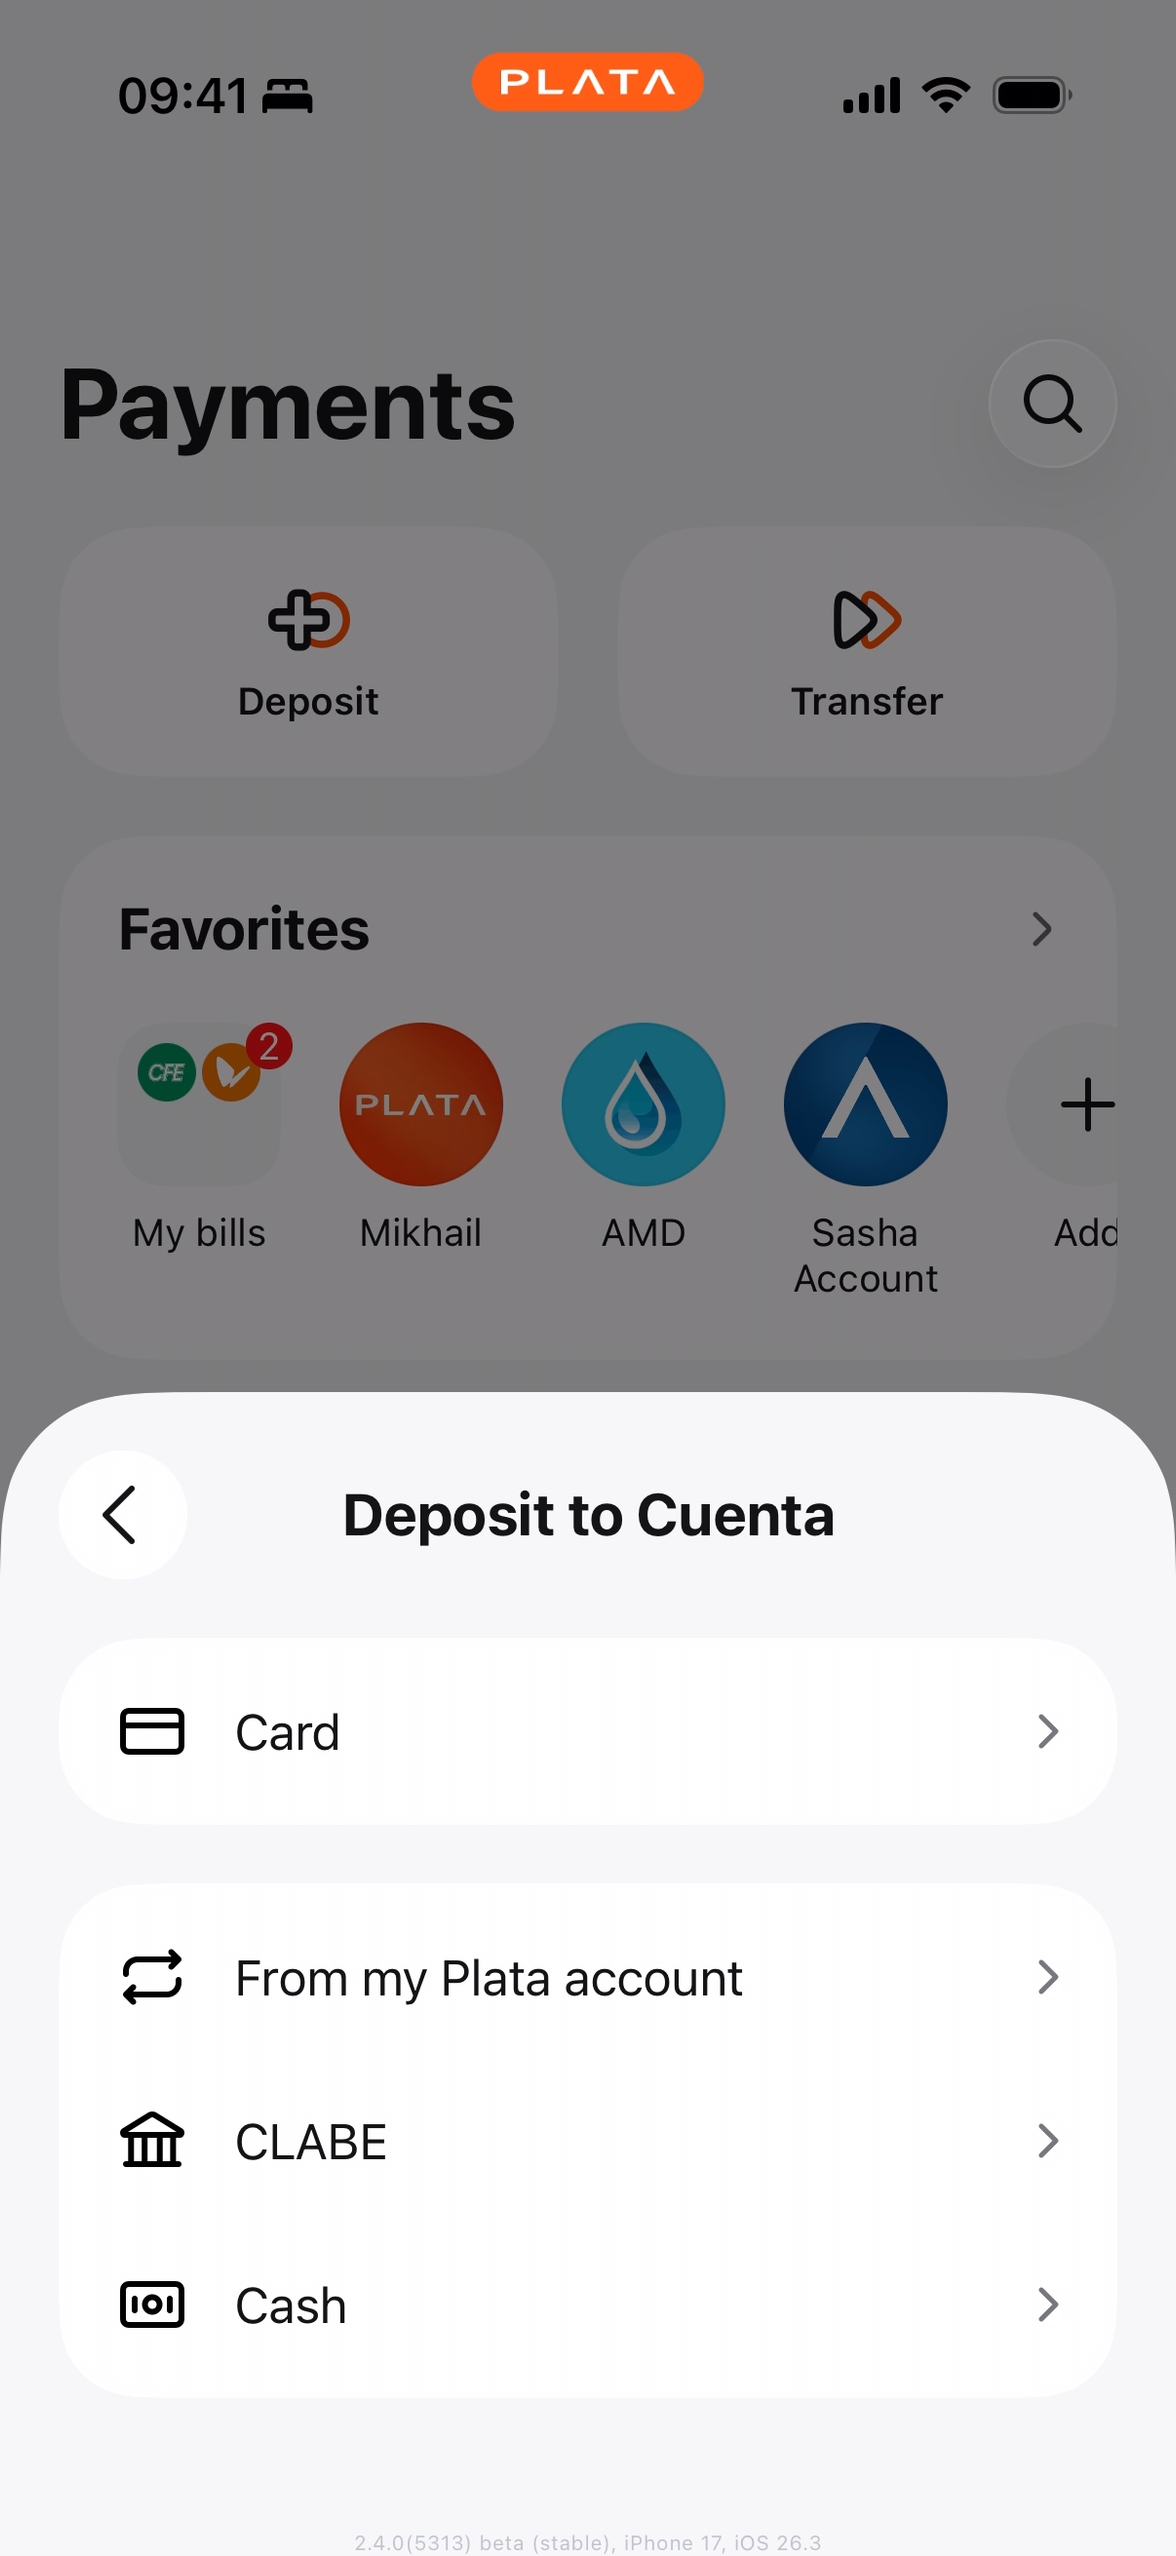 09:41
PLATA
Payments
Deposit
Transfer
Favorites
CFE
2
PLATA
My bills
Mikhail
AMD
Sasha
Account
Add
Deposit to Cuenta
Card
From my Plata account
CLABE
Cash
2.4.0(5313) beta (stable), iPhone 17, iOS 26.3